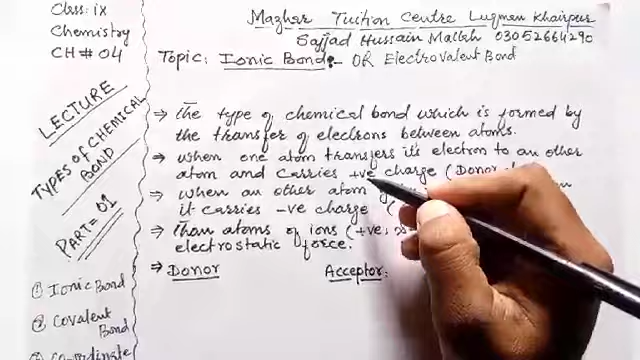 Class: ix
Chemistry
CH # 04
LECTURE
TYPES OF CHEMICAL
BOND
PART= 01
① Ionic Bond
② Covalent
Bond
③ Co-ordinate
Mazhar Tuition Centre Luqman Khairpur
Sajjad Hussain Mallah 03052664290
Topic: Ionic Bond:- OR Electrovalent Bond
⇒ The type of chemical bond which is formed by
the transfer of electrons between atoms.
⇒ when one atom transfers its electron to an other
atom and carries +ve charge (Donor
⇒ when an other atom
it carries -ve charge (
⇒ Than atoms of ions (+ve,
electrostatic force.
⇒ Donor Acceptor: